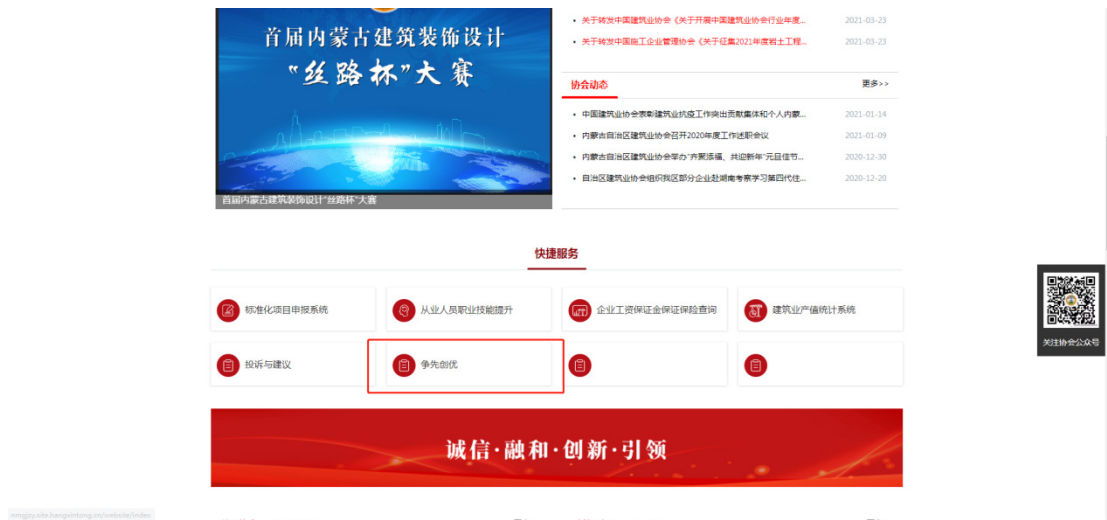 首届内蒙古建筑装饰设计
“丝路杯”大赛
首届内蒙古建筑装饰设计“丝路杯”大赛
• 关于转发中国建筑业协会《关于开展中国建筑业协会行业年度... 2021-03-23
• 关于转发中国施工企业管理协会《关于征集2021年度岩土工程... 2021-03-23
协会动态 更多>>
• 中国建筑业协会表彰建筑业抗疫工作突出贡献集体和个人内蒙... 2021-01-14
• 内蒙古自治区建筑业协会召开2020年度工作述职会议 2021-01-09
• 内蒙古自治区建筑业协会举办“齐聚添福、共迎新年”元旦佳节... 2020-12-30
• 自治区建筑业协会组织我区部分企业赴湖南考察学习第四代住... 2020-12-20
快捷服务
标准化项目申报系统 从业人员职业技能提升 企业工资保证金保证保险查询 建筑业产值统计系统
投诉与建议 争先创优
关注协会公众号
诚信·融和·创新·引领
nmgjzy.site.hangxintong.cn/website/index